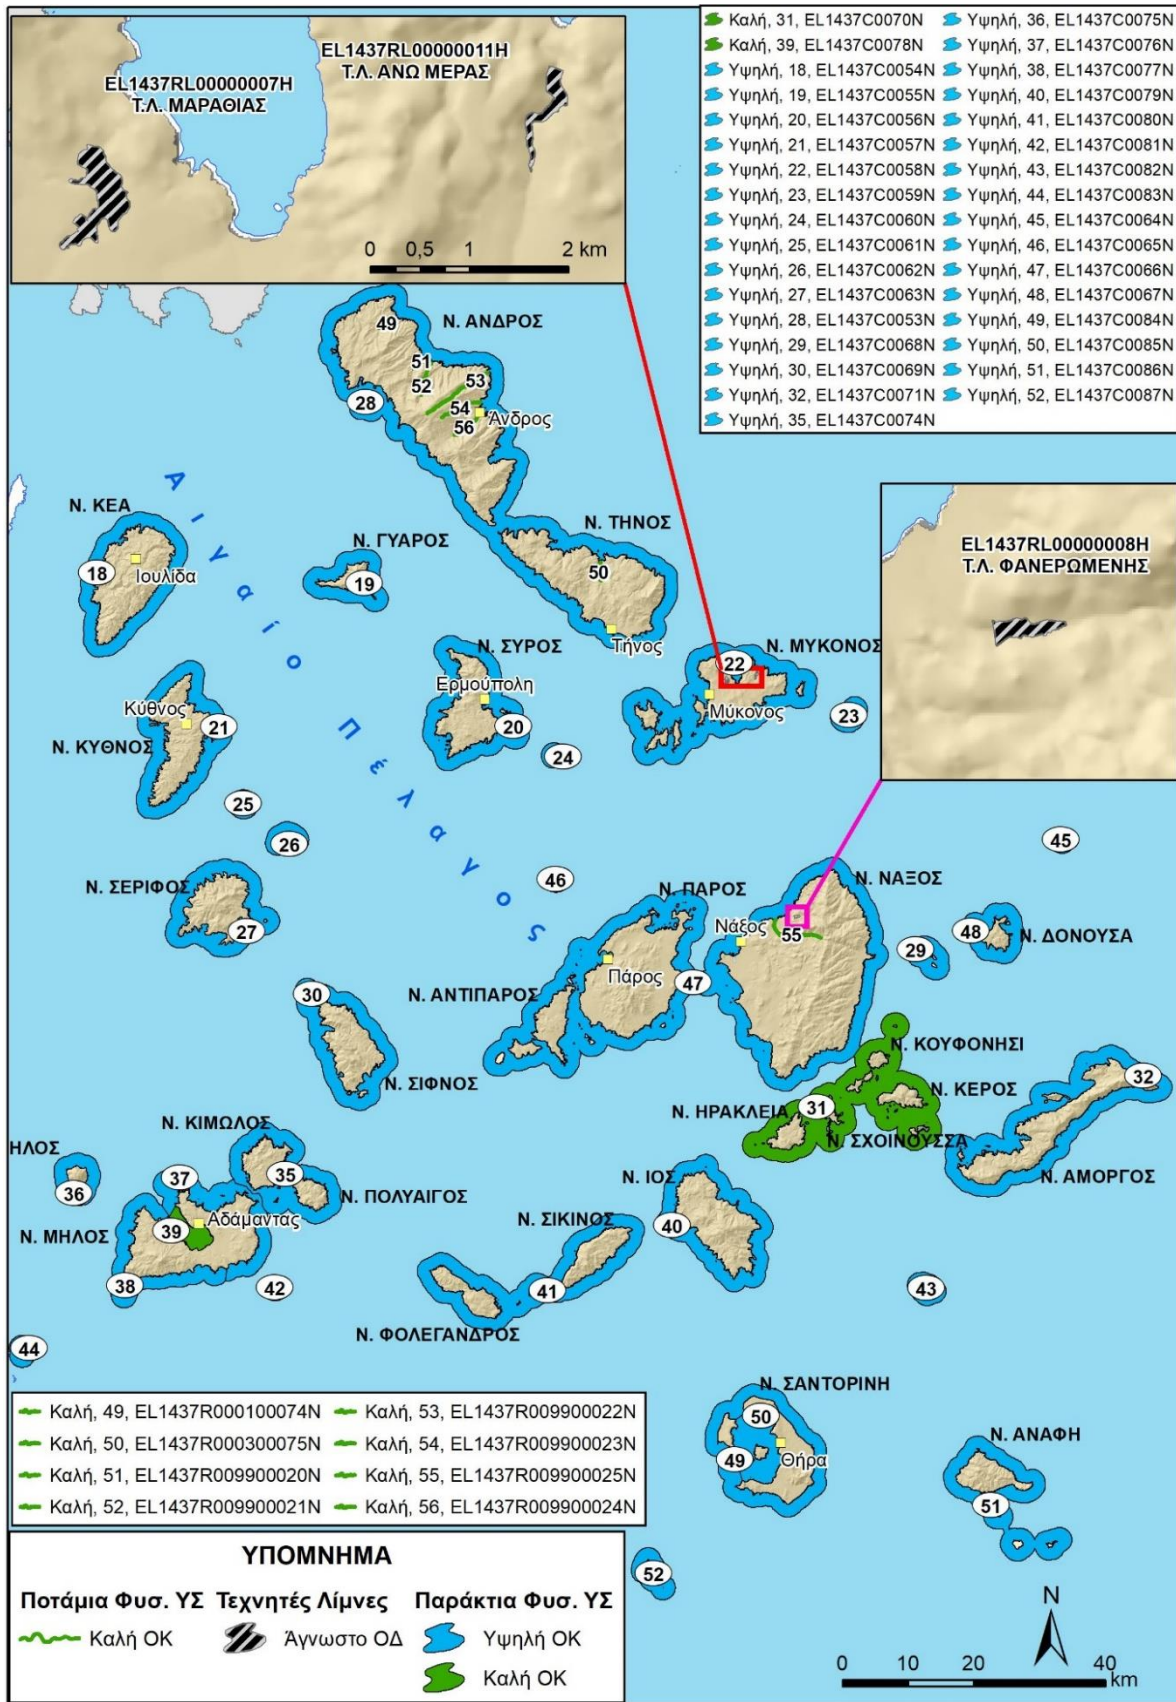 EL1437RL00000011H
Τ.Λ. ΑΝΩ ΜΕΡΑΣ
EL1437RL00000007H
Τ.Λ. ΜΑΡΑΘΙΑΣ
0 0,5 1 2 km
Καλή, 31, EL1437C0070N
Καλή, 39, EL1437C0078N
Υψηλή, 18, EL1437C0054N
Υψηλή, 19, EL1437C0055N
Υψηλή, 20, EL1437C0056N
Υψηλή, 21, EL1437C0057N
Υψηλή, 22, EL1437C0058N
Υψηλή, 23, EL1437C0059N
Υψηλή, 24, EL1437C0060N
Υψηλή, 25, EL1437C0061N
Υψηλή, 26, EL1437C0062N
Υψηλή, 27, EL1437C0063N
Υψηλή, 28, EL1437C0053N
Υψηλή, 29, EL1437C0068N
Υψηλή, 30, EL1437C0069N
Υψηλή, 32, EL1437C0071N
Υψηλή, 35, EL1437C0074N
Υψηλή, 36, EL1437C0075N
Υψηλή, 37, EL1437C0076N
Υψηλή, 38, EL1437C0077N
Υψηλή, 40, EL1437C0079N
Υψηλή, 41, EL1437C0080N
Υψηλή, 42, EL1437C0081N
Υψηλή, 43, EL1437C0082N
Υψηλή, 44, EL1437C0083N
Υψηλή, 45, EL1437C0064N
Υψηλή, 46, EL1437C0065N
Υψηλή, 47, EL1437C0066N
Υψηλή, 48, EL1437C0067N
Υψηλή, 49, EL1437C0084N
Υψηλή, 50, EL1437C0085N
Υψηλή, 51, EL1437C0086N
Υψηλή, 52, EL1437C0087N
49
Ν. ΑΝΔΡΟΣ
51
52
53
28
54
Άνδρος
56
Αιγαίο Πέλαγος
Ν. ΚΕΑ
18
Ιουλίδα
Ν. ΓΥΑΡΟΣ
19
Ν. ΤΗΝΟΣ
50
Τήνος
EL1437RL00000008H
Τ.Λ. ΦΑΝΕΡΩΜΕΝΗΣ
Ν. ΣΥΡΟΣ
Ερμούπολη
20
22
Ν. ΜΥΚΟΝΟΣ
Μύκονος
23
Κύθνος
21
Ν. ΚΥΘΝΟΣ
24
25
26
45
46
Ν. ΣΕΡΙΦΟΣ
27
Ν. ΠΑΡΟΣ
Πάρος
Ν. ΝΑΞΟΣ
Νάξος
55
29
48
Ν. ΔΟΝΟΥΣΑ
30
Ν. ΣΙΦΝΟΣ
Ν. ΑΝΤΙΠΑΡΟΣ
47
Ν. ΚΟΥΦΟΝΗΣΙ
Ν. ΚΕΡΟΣ
32
Ν. ΗΡΑΚΛΕΙΑ
31
Ν. ΣΧΟΙΝΟΥΣΣΑ
Ν. ΑΜΟΡΓΟΣ
Ν. ΚΙΜΩΛΟΣ
ΗΛΟΣ
36
37
35
Ν. ΠΟΛΥΑΙΓΟΣ
Ν. ΜΗΛΟΣ
39
Αδάμαντας
38
42
Ν. ΙΟΣ
40
Ν. ΣΙΚΙΝΟΣ
41
43
Ν. ΦΟΛΕΓΑΝΔΡΟΣ
44
Ν. ΣΑΝΤΟΡΙΝΗ
50
49
Θήρα
Ν. ΑΝΑΦΗ
51
52
Καλή, 49, EL1437R000100074N
Καλή, 50, EL1437R000300075N
Καλή, 51, EL1437R009900020N
Καλή, 52, EL1437R009900021N
Καλή, 53, EL1437R009900022N
Καλή, 54, EL1437R009900023N
Καλή, 55, EL1437R009900025N
Καλή, 56, EL1437R009900024N
ΥΠΟΜΝΗΜΑ
Ποτάμια Φυσ. ΥΣ Τεχνητές Λίμνες Παράκτια Φυσ. ΥΣ
Καλή ΟΚ Άγνωστο ΟΔ Υψηλή ΟΚ
Καλή ΟΚ
N
0 10 20 40
km